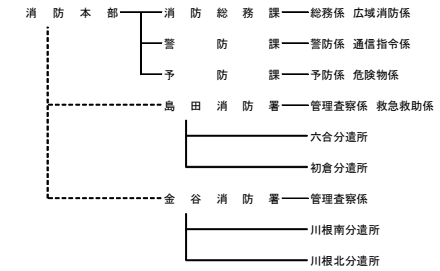 消防本部 消防総務課 総務係 広域消防係
警防課 警防係 通信指令係
予防課 予防係 危険物係
島田消防署 管理査察係 救急救助係
六合分遣所
初倉分遣所
金谷消防署 管理査察係
川根南分遣所
川根北分遣所